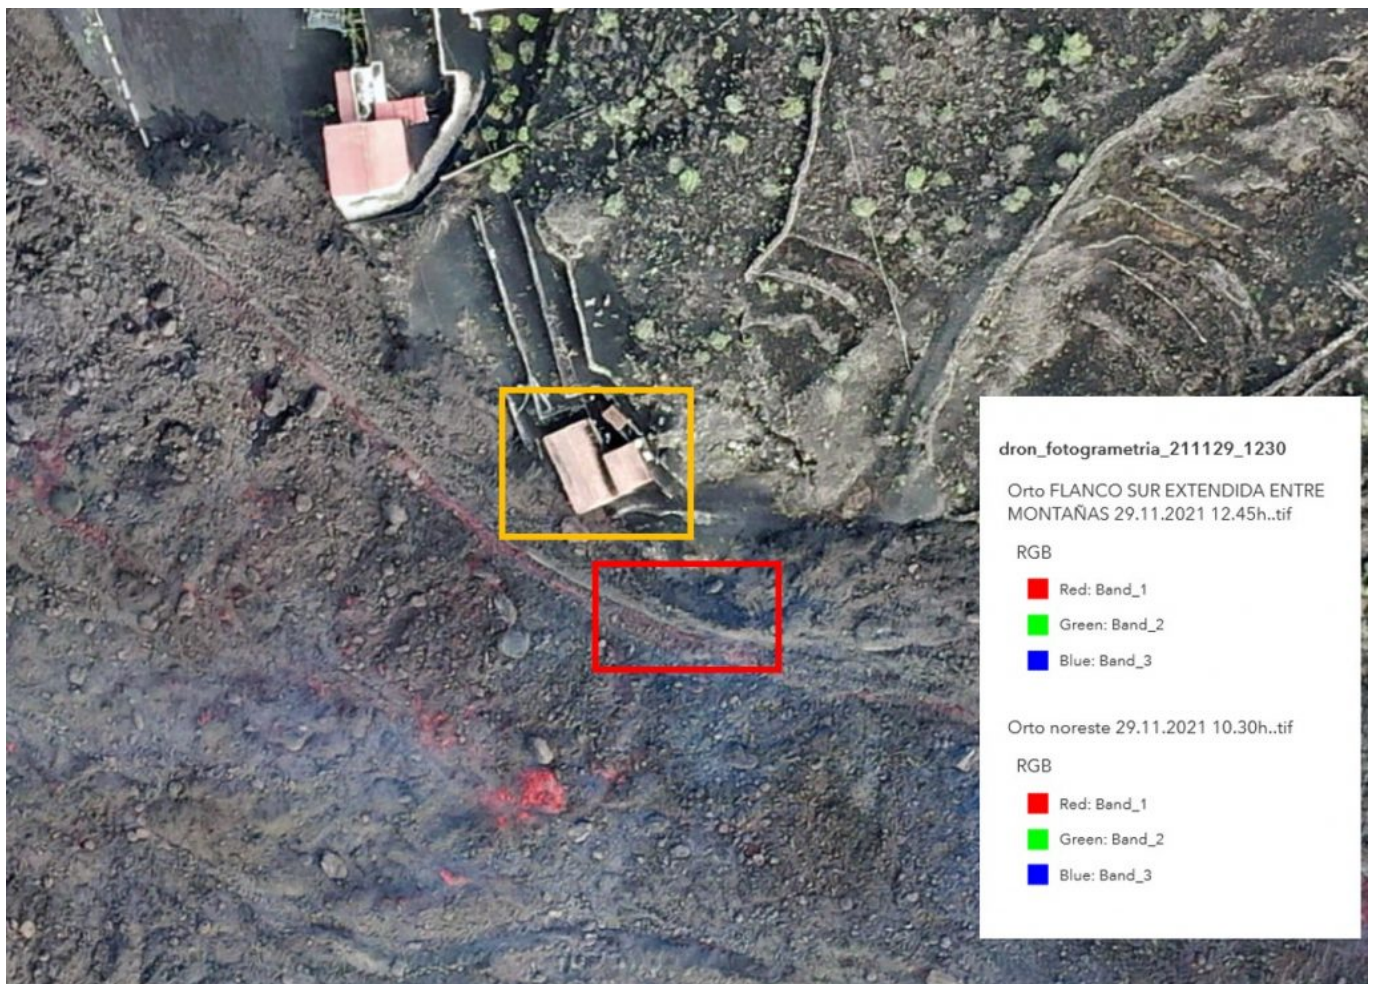 dron_fotogrametria_211129_1230
Orto FLANCO SUR EXTENDIDA ENTRE
MONTAÑAS 29.11.2021 12.45h..tif
RGB
Red: Band_1
Green: Band_2
Blue: Band_3
Orto noreste 29.11.2021 10.30h..tif
RGB
Red: Band_1
Green: Band_2
Blue: Band_3